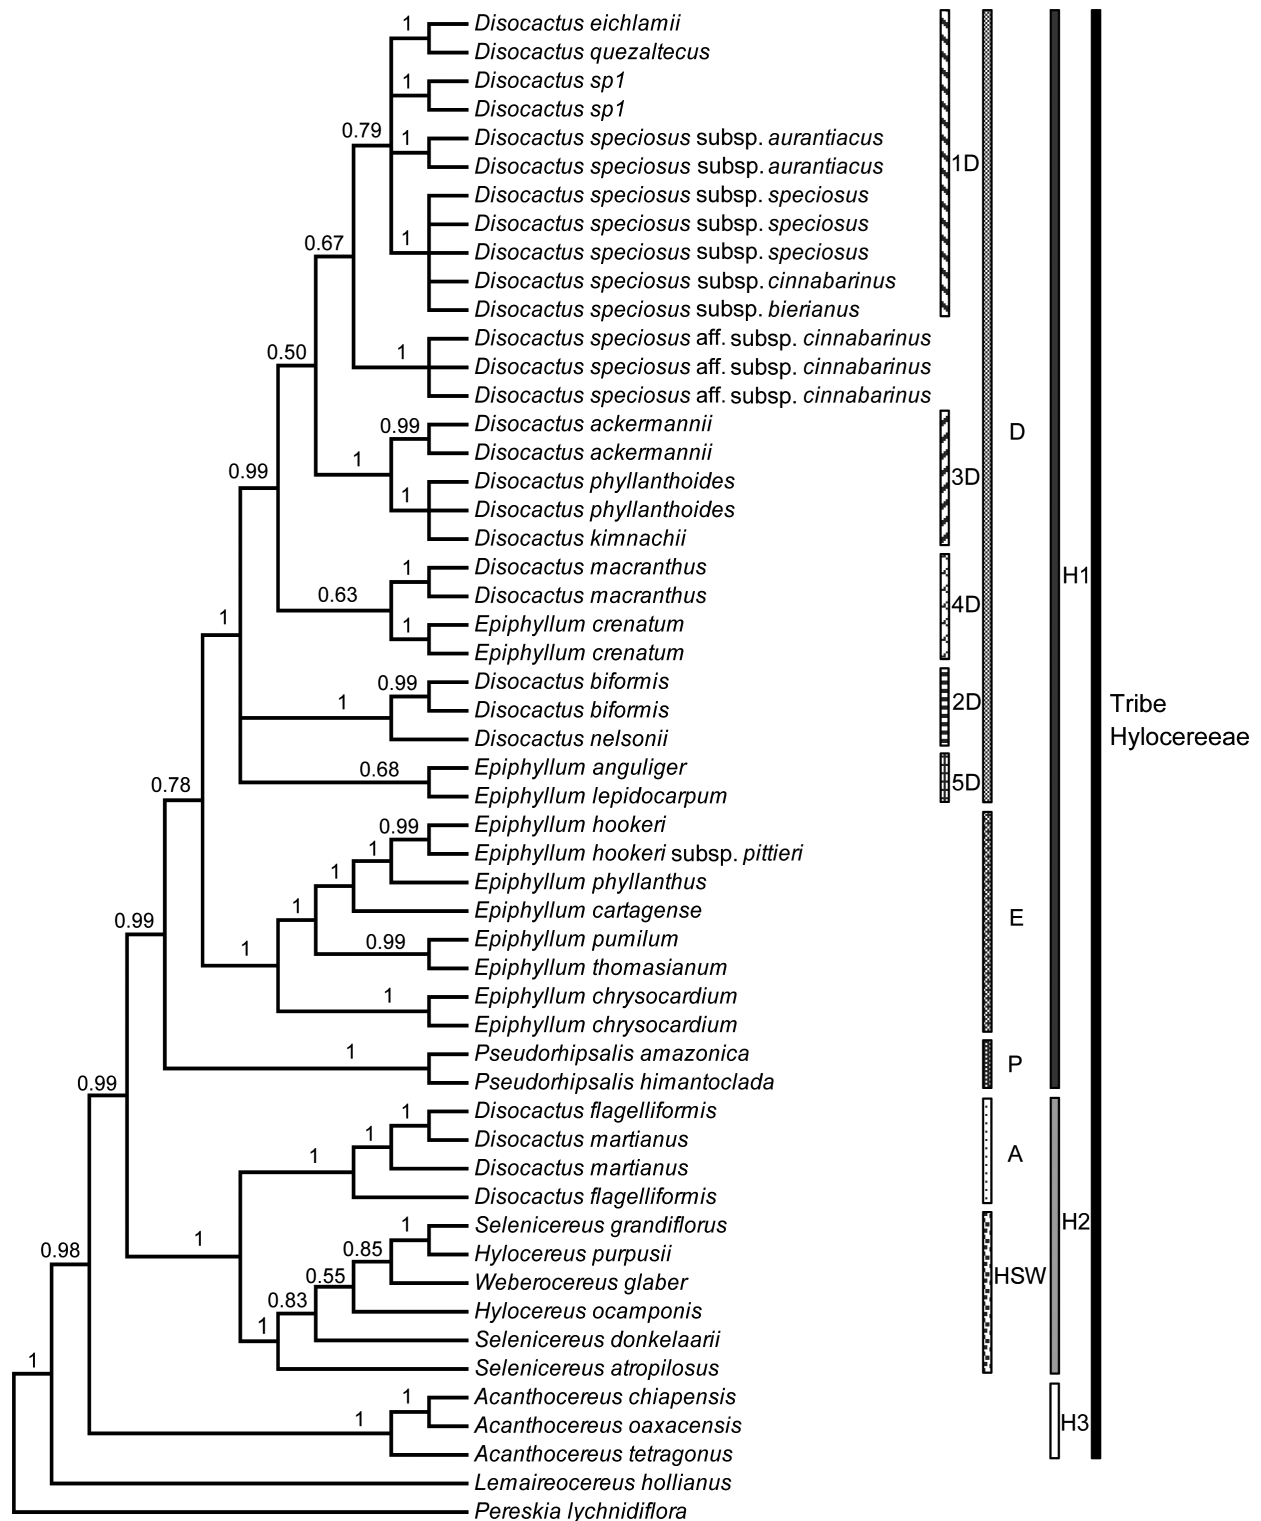 1
Disocactus eichlamii
Disocactus quezaltecus
1
Disocactus sp1
Disocactus sp1
0.79
1
Disocactus speciosus subsp. aurantiacus
Disocactus speciosus subsp. aurantiacus
1D
Disocactus speciosus subsp. speciosus
Disocactus speciosus subsp. speciosus
0.67
1
Disocactus speciosus subsp. speciosus
Disocactus speciosus subsp. cinnabarinus
Disocactus speciosus subsp. bierianus
0.50
1
Disocactus speciosus aff. subsp. cinnabarinus
Disocactus speciosus aff. subsp. cinnabarinus
Disocactus speciosus aff. subsp. cinnabarinus
0.99
Disocactus ackermannii
D
Disocactus ackermannii
0.99
1
3D
Disocactus phyllanthoides
1
Disocactus phyllanthoides
Disocactus kimnachii
1
Disocactus macranthus
H1
0.63
Disocactus macranthus
4D
1
1
Epiphyllum crenatum
Epiphyllum crenatum
0.99
Disocactus biformis
1
Disocactus biformis
2D
Tribe
Hylocereeae
Disocactus nelsonii
0.78
0.68
Epiphyllum anguliger
5D
Epiphyllum lepidocarpum
0.99
Epiphyllum hookeri
1
Epiphyllum hookeri subsp. pittieri
1
Epiphyllum phyllanthus
1
Epiphyllum cartagense
E
0.99
1
0.99
Epiphyllum pumilum
Epiphyllum thomasianum
1
Epiphyllum chrysocardium
Epiphyllum chrysocardium
1
Pseudorhipsalis amazonica
P
0.99
Pseudorhipsalis himantoclada
1
Disocactus flagelliformis
1
Disocactus martianus
1
A
Disocactus martianus
Disocactus flagelliformis
1
Selenicereus grandiflorus
H2
0.98
1
0.85
Hylocereus purpusii
0.55
Weberocereus glaber
HSW
0.83
Hylocereus ocamponis
1
Selenicereus donkelaarii
1
Selenicereus atropilosus
1
Acanthocereus chiapensis
1
Acanthocereus oaxacensis
H3
Acanthocereus tetragonus
Lemaireocereus hollianus
Pereskia lychnidiflora